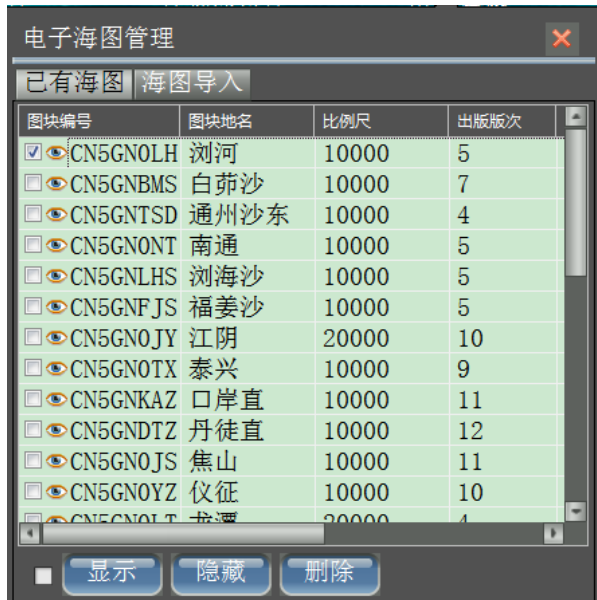 电子海图管理
已有海图 海图导入
图块编号 图块地名 比例尺 出版版次
CN5GN0LH 浏河 10000 5
CN5GNBMS 白茆沙 10000 7
CN5GNTSD 通州沙东 10000 4
CN5GN0NT 南通 10000 5
CN5GNLHS 浏海沙 10000 5
CN5GNFJS 福姜沙 10000 5
CN5GN0JY 江阴 20000 10
CN5GN0TX 泰兴 10000 9
CN5GNKAZ 口岸直 10000 11
CN5GNDTZ 丹徒直 10000 12
CN5GN0JS 焦山 10000 11
CN5GN0YZ 仪征 10000 10
CN5GN0LT 龙潭 20000 4
显示 隐藏 删除